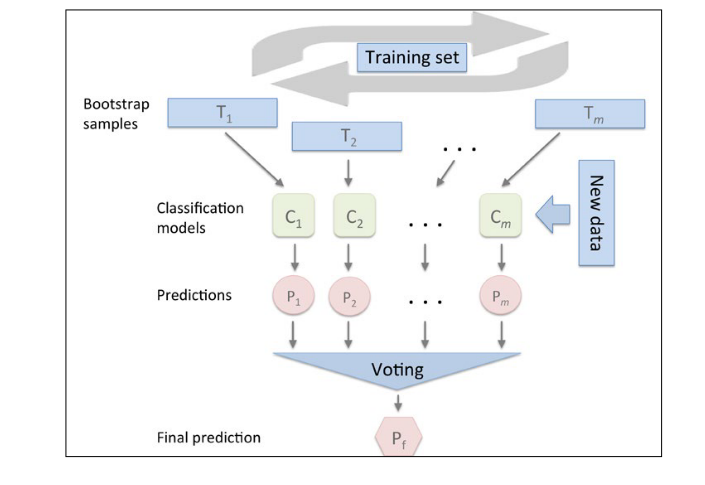 Training set
Bootstrap
samples
T1
T2
. . .
Tm
Classification
models
C1
C2
. . .
Cm
New data
Predictions
P1
P2
. . .
Pm
Voting
Final prediction
Pf